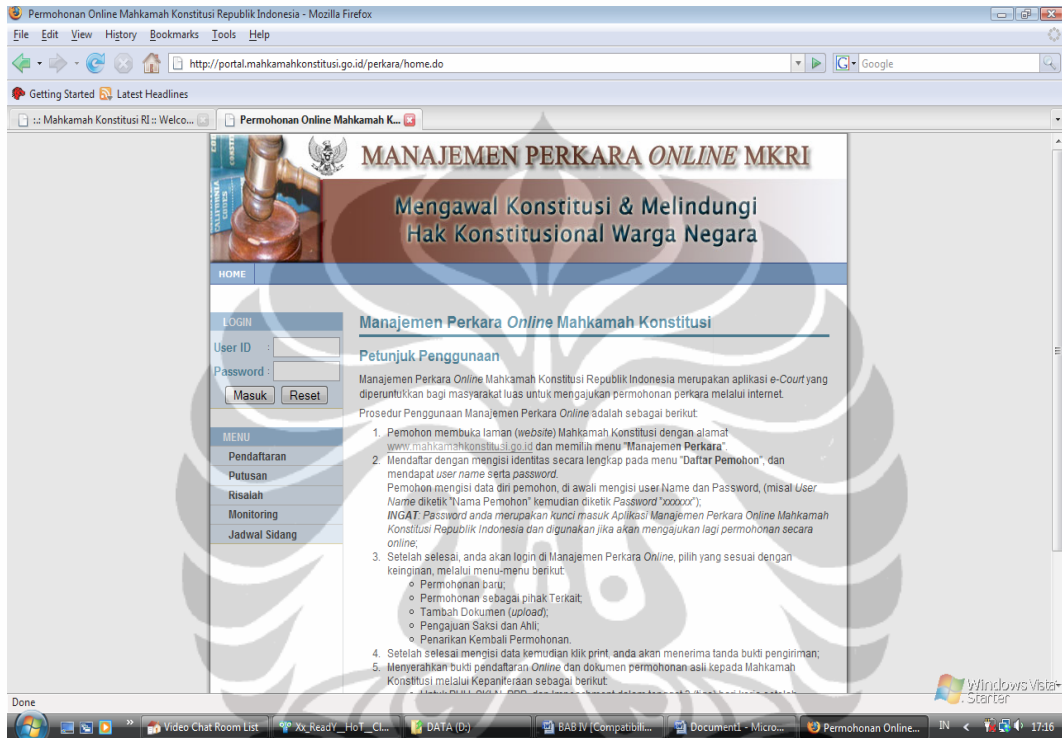 Permohonan Online Mahkamah Konstitusi Republik Indonesia - Mozilla Firefox
File Edit View History Bookmarks Tools Help
http://portal.mahkamahkonstitusi.go.id/perkara/home.do
Google
Getting Started Latest Headlines
:.: Mahkamah Konstitusi RI :: Welco...
Permohonan Online Mahkamah K...
MANAJEMEN PERKARA ONLINE MKRI
Mengawal Konstitusi & Melindungi
Hak Konstitusional Warga Negara
CALIFORNIA
CODES
HOME
LOGIN
User ID :
Password :
Masuk Reset
MENU
Pendaftaran
Putusan
Risalah
Monitoring
Jadwal Sidang
Manajemen Perkara Online Mahkamah Konstitusi
Petunjuk Penggunaan
Manajemen Perkara Online Mahkamah Konstitusi Republik Indonesia merupakan aplikasi e-Court yang
diperuntukkan bagi masyarakat luas untuk mengajukan permohonan perkara melalui internet.
Prosedur Penggunaan Manajemen Perkara Online adalah sebagai berikut:
1. Pemohon membuka laman (website) Mahkamah Konstitusi dengan alamat
www.mahkamahkonstitusi.go.id dan memilih menu "Manajemen Perkara".
2. Mendaftar dengan mengisi identitas secara lengkap pada menu "Daftar Pemohon", dan
mendapat user name serta password.
Pemohon mengisi data diri pemohon, di awali mengisi user Name dan Password, (misal User
Name diketik "Nama Pemohon" kemudian diketik Password "xxxxxx");
INGAT: Password anda merupakan kunci masuk Aplikasi Manajemen Perkara Online Mahkamah
Konstitusi Republik Indonesia dan digunakan jika akan mengajukan lagi permohonan secara
online;
3. Setelah selesai, anda akan login di Manajemen Perkara Online, pilih yang sesuai dengan
keinginan, melalui menu-menu berikut:
Permohonan baru;
Permohonan sebagai pihak Terkait;
Tambah Dokumen (upload);
Pengajuan Saksi dan Ahli;
Penarikan Kembali Permohonan.
4. Setelah selesai mengisi data kemudian klik print, anda akan menerima tanda bukti pengiriman;
5. Menyerahkan bukti pendaftaran Online dan dokumen permohonan asli kepada Mahkamah
Konstitusi melalui Kepaniteraan sebagai berikut:
Done
Windows Vista™
Starter
Video Chat Room List
Xx_ReadY_HoT_Cl...
DATA (D:)
BAB IV [Compatibili...
Document1 - Micro...
Permohonan Online...
IN
17:16